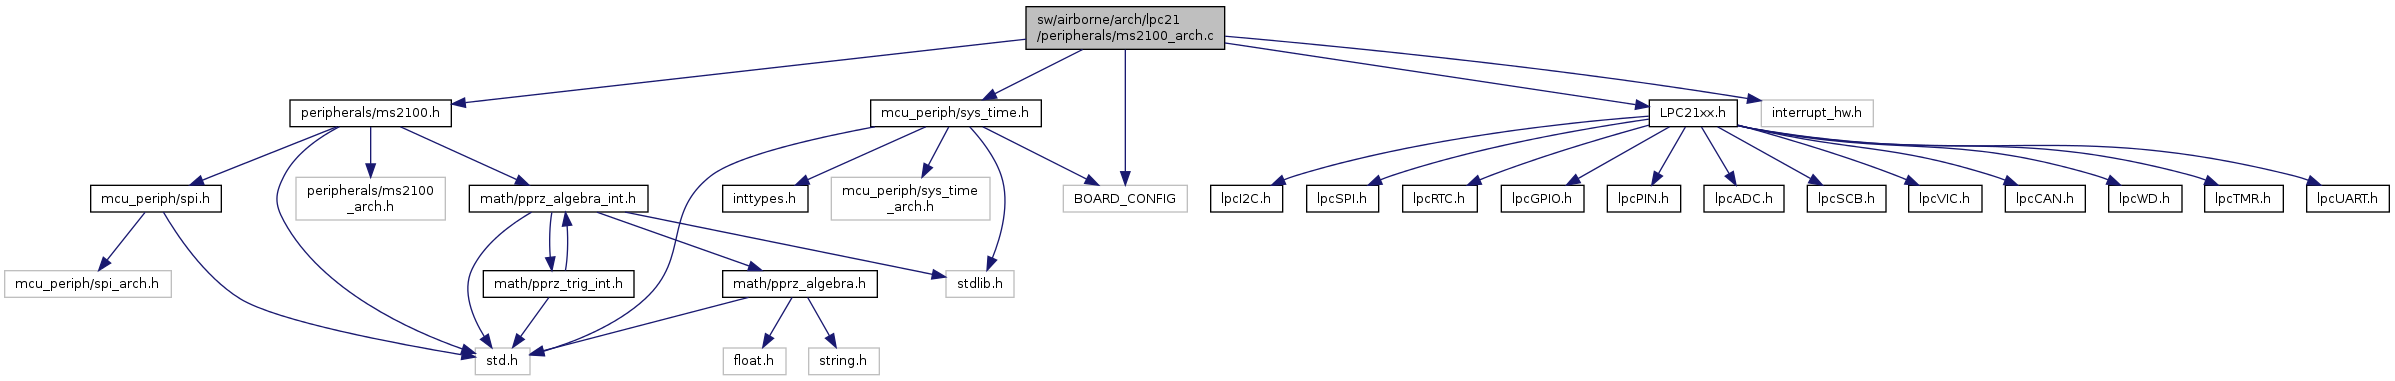 sw/airborne/arch/lpc21
/peripherals/ms2100_arch.c
peripherals/ms2100.h
mcu_periph/sys_time.h
LPC21xx.h
interrupt_hw.h
mcu_periph/spi.h
peripherals/ms2100
_arch.h
math/pprz_algebra_int.h
inttypes.h
mcu_periph/sys_time
_arch.h
BOARD_CONFIG
lpcI2C.h
lpcSPI.h
lpcRTC.h
lpcGPIO.h
lpcPIN.h
lpcADC.h
lpcSCB.h
lpcVIC.h
lpcCAN.h
lpcWD.h
lpcTMR.h
lpcUART.h
mcu_periph/spi_arch.h
math/pprz_trig_int.h
math/pprz_algebra.h
stdlib.h
std.h
float.h
string.h